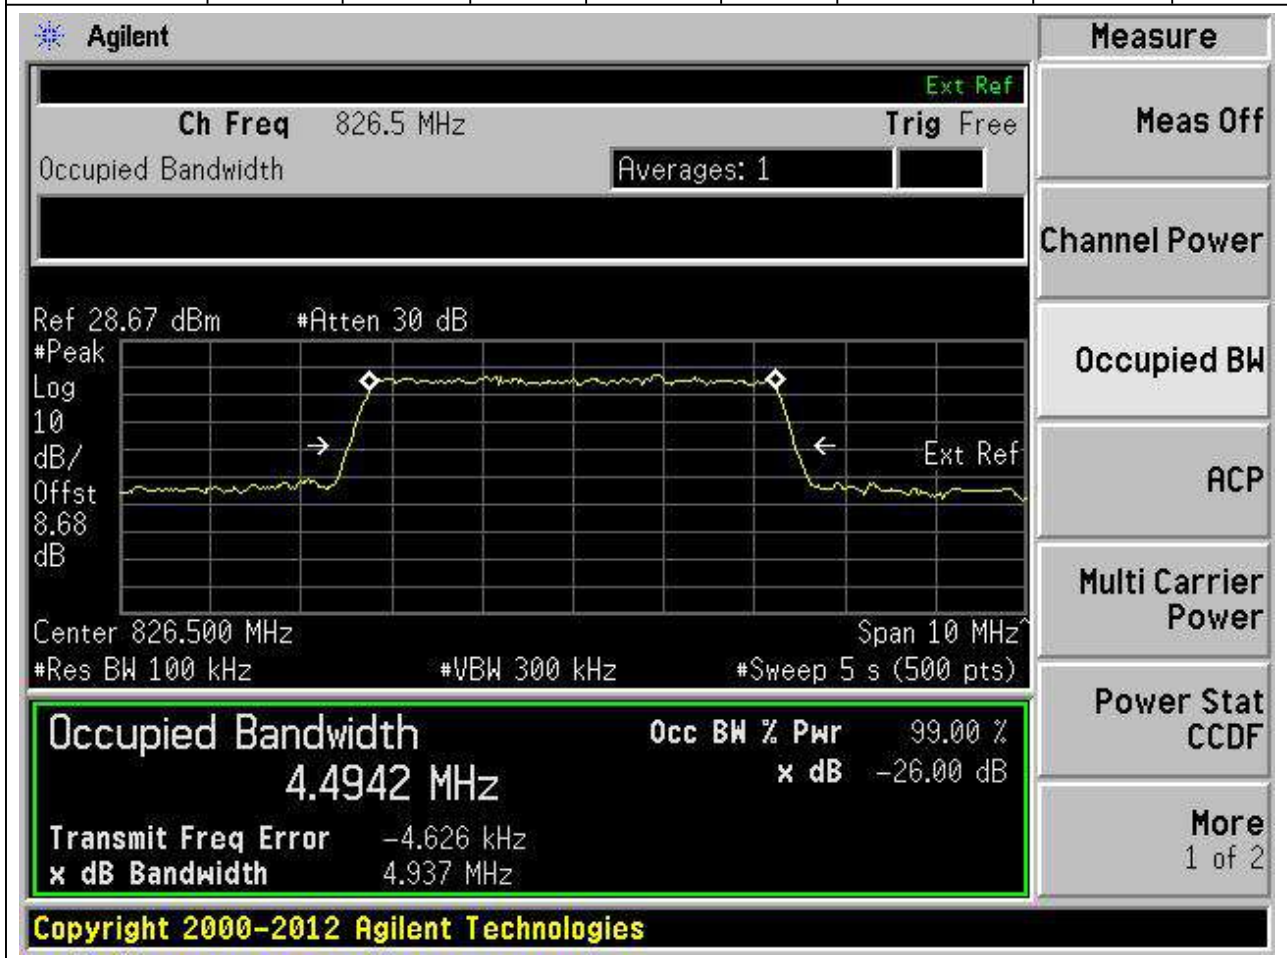 Agilent
Measure
Ext Ref
Ch Freq 826.5 MHz Trig Free
Meas Off
Occupied Bandwidth Averages: 1
Channel Power
Ref 28.67 dBm #Atten 30 dB
#Peak
Log
10
dB/
Offst
8.68
dB
Ext Ref
Occupied BW
ACP
Center 826.500 MHz Span 10 MHz^
#Res BW 100 kHz #VBW 300 kHz #Sweep 5 s (500 pts)
Multi Carrier
Power
Occupied Bandwidth Occ BW % Pwr 99.00 %
4.4942 MHz x dB -26.00 dB
Transmit Freq Error -4.626 kHz
x dB Bandwidth 4.937 MHz
Power Stat
CCDF
More
1 of 2
Copyright 2000-2012 Agilent Technologies